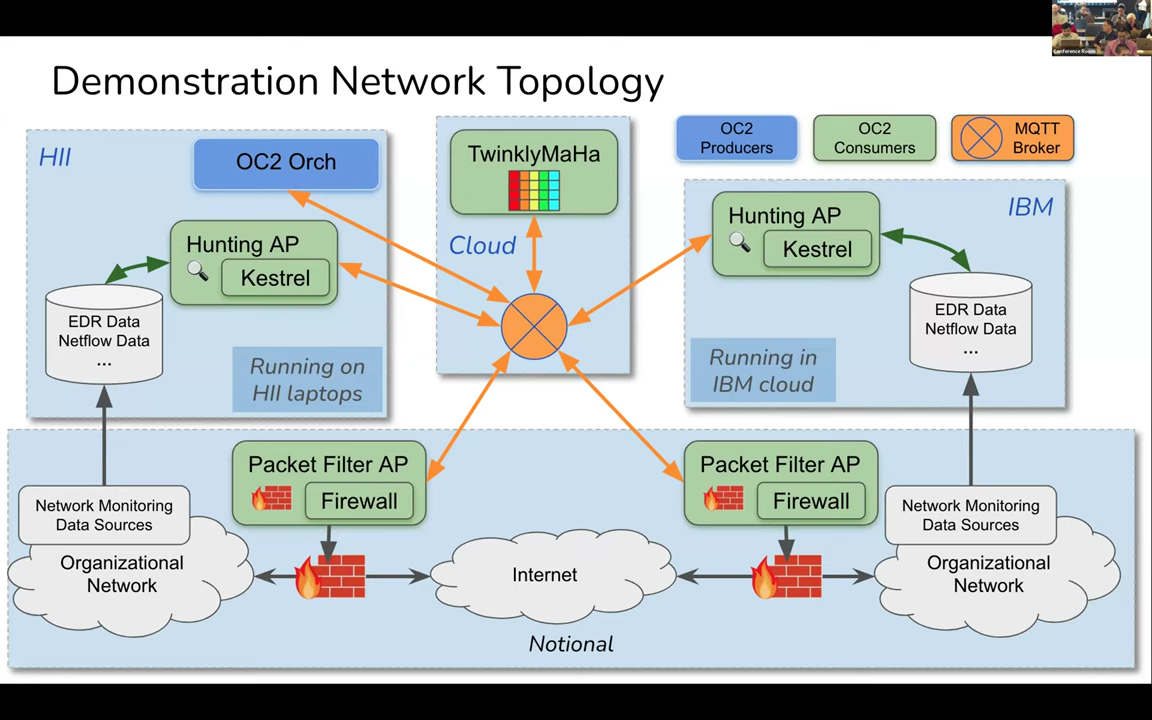 Conference Room
Demonstration Network Topology
HII
OC2 Orch
Hunting AP
Kestrel
EDR Data
Netflow Data
...
Running on
HII laptops
TwinklyMaHa
Cloud
OC2
Producers
OC2
Consumers
MQTT
Broker
IBM
Hunting AP
Kestrel
EDR Data
Netflow Data
...
Running in
IBM cloud
Packet Filter AP
Firewall
Network Monitoring
Data Sources
Organizational
Network
Internet
Packet Filter AP
Firewall
Network Monitoring
Data Sources
Organizational
Network
Notional